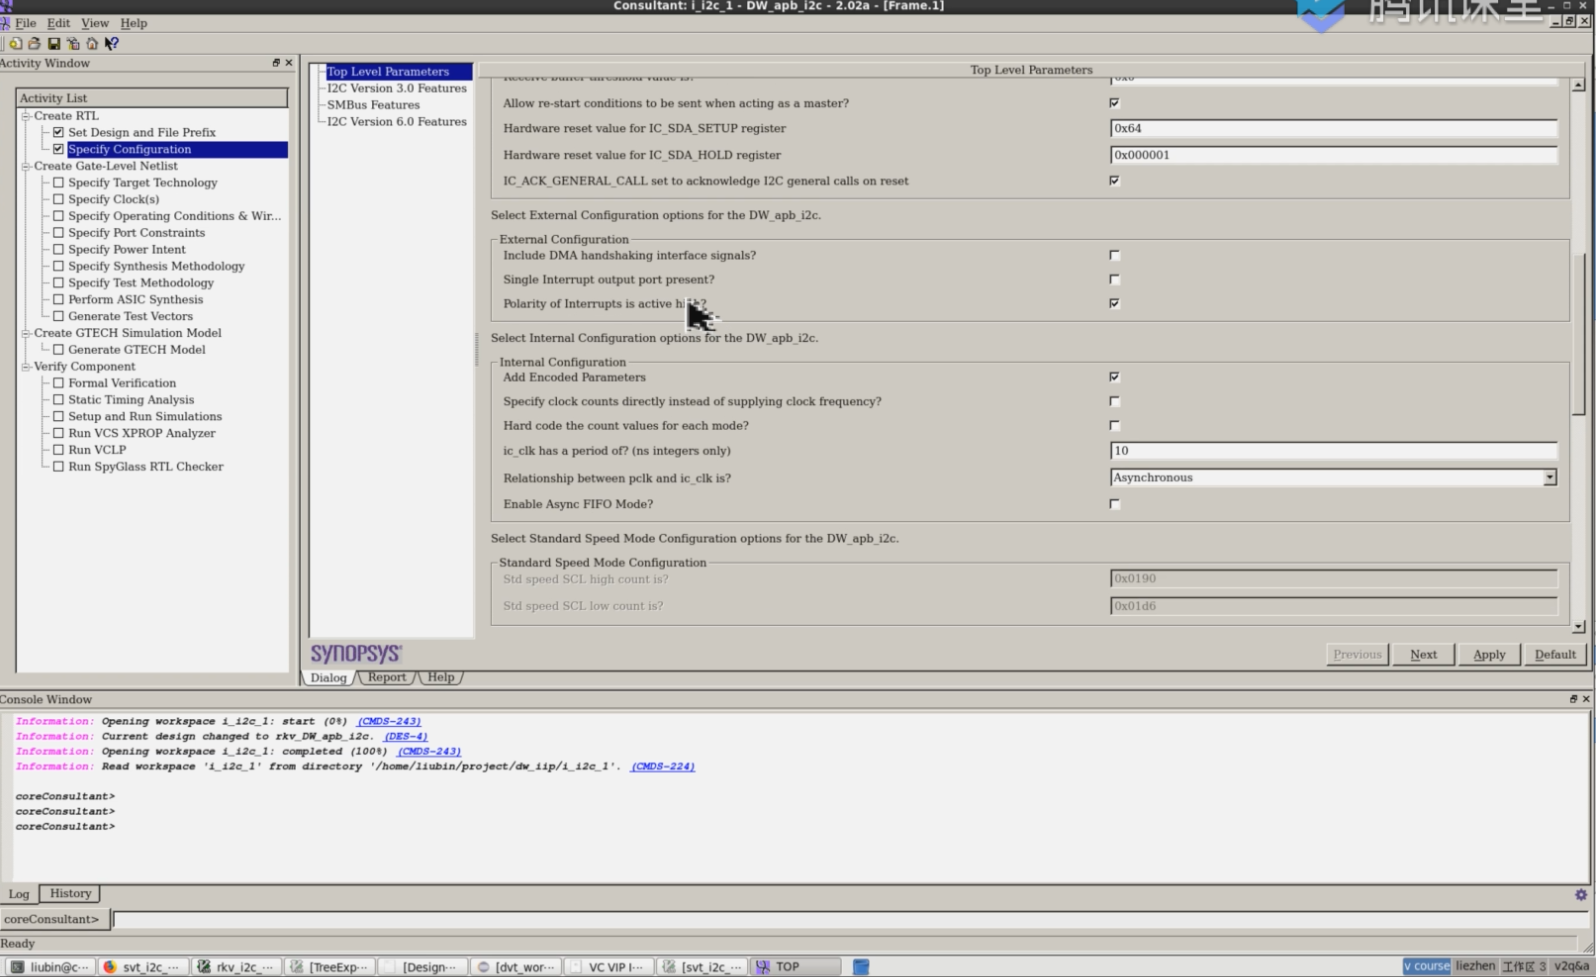 Consultant: i_i2c_1 - DW_apb_i2c - 2.02a - [Frame.1]
腾讯课堂
File Edit View Help
Activity Window
Activity List
Create RTL
Set Design and File Prefix
Specify Configuration
Create Gate-Level Netlist
Specify Target Technology
Specify Clock(s)
Specify Operating Conditions & Wir...
Specify Port Constraints
Specify Power Intent
Specify Synthesis Methodology
Specify Test Methodology
Perform ASIC Synthesis
Generate Test Vectors
Create GTECH Simulation Model
Generate GTECH Model
Verify Component
Formal Verification
Static Timing Analysis
Setup and Run Simulations
Run VCS XPROP Analyzer
Run VCLP
Run SpyGlass RTL Checker
Top Level Parameters
I2C Version 3.0 Features
SMBus Features
I2C Version 6.0 Features
Top Level Parameters
Receive buffer threshold value is? 0x0
Allow re-start conditions to be sent when acting as a master?
Hardware reset value for IC_SDA_SETUP register 0x64
Hardware reset value for IC_SDA_HOLD register 0x000001
IC_ACK_GENERAL_CALL set to acknowledge I2C general calls on reset
Select External Configuration options for the DW_apb_i2c.
External Configuration
Include DMA handshaking interface signals?
Single Interrupt output port present?
Polarity of Interrupts is active high?
Select Internal Configuration options for the DW_apb_i2c.
Internal Configuration
Add Encoded Parameters
Specify clock counts directly instead of supplying clock frequency?
Hard code the count values for each mode?
ic_clk has a period of? (ns integers only) 10
Relationship between pclk and ic_clk is? Asynchronous
Enable Async FIFO Mode?
Select Standard Speed Mode Configuration options for the DW_apb_i2c.
Standard Speed Mode Configuration
Std speed SCL high count is? 0x0190
Std speed SCL low count is? 0x01d6
SYNOPSYS
Previous Next Apply Default
Dialog Report Help
Console Window
Information: Opening workspace i_i2c_1: start (0%) (CMDS-243)
Information: Current design changed to rkv_DW_apb_i2c. (DES-4)
Information: Opening workspace i_i2c_1: completed (100%) (CMDS-243)
Information: Read workspace 'i_i2c_1' from directory '/home/liubin/project/dw_iip/i_i2c_1'. (CMDS-224)
coreConsultant>
coreConsultant>
coreConsultant>
Log History
coreConsultant>
Ready
liubin@c··· svt_i2c_··· rkv_i2c_··· [TreeExp··· [Design··· [dvt_wor··· VC VIP I··· [svt_i2c_··· TOP v course liezhen 工作区 3 v2q&a